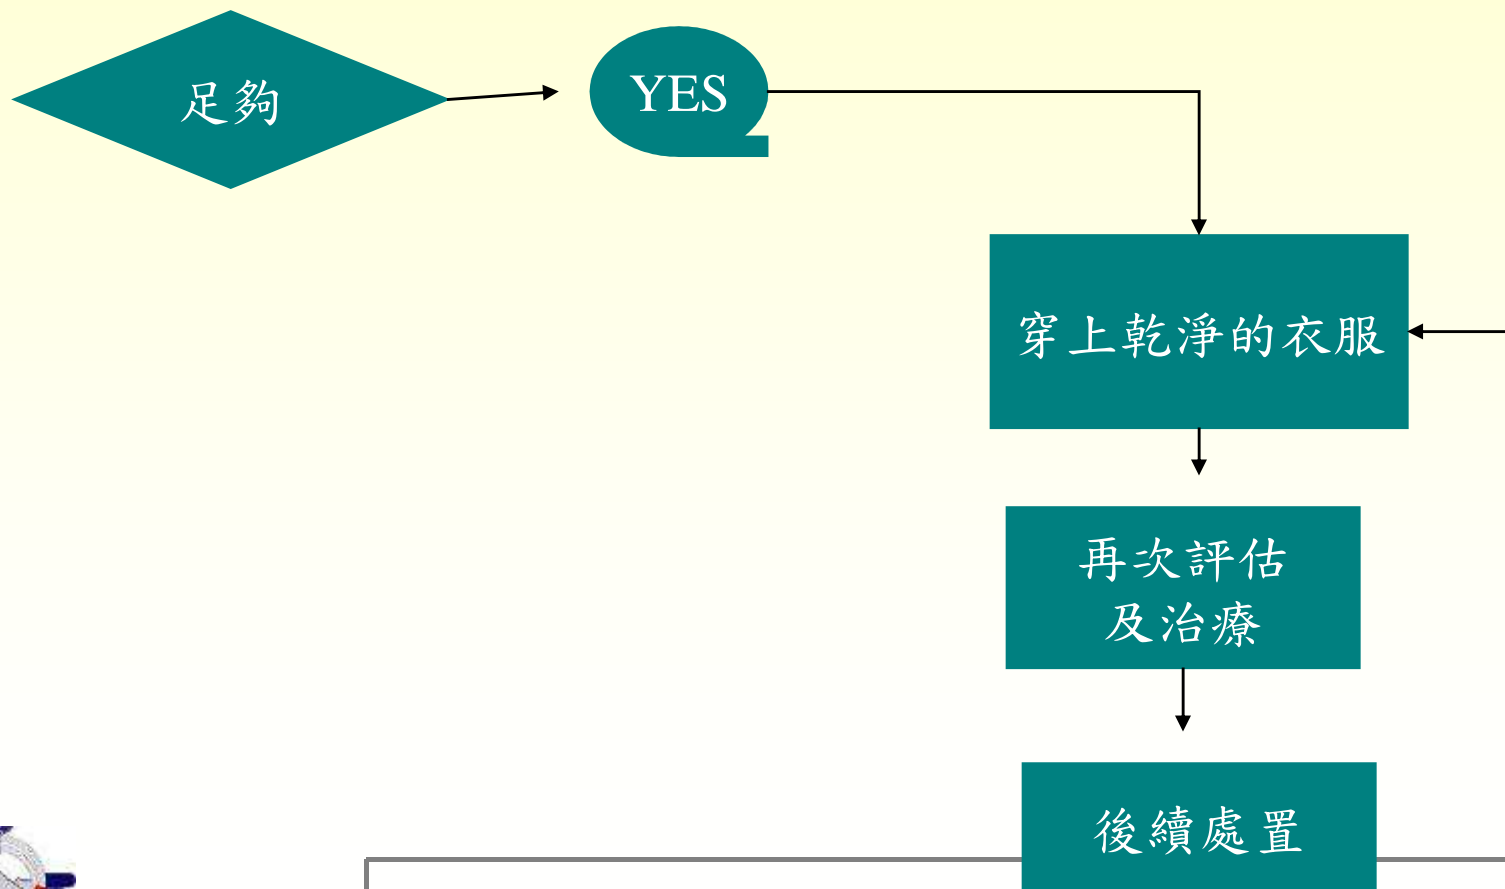 足夠
YES
穿上乾淨的衣服
再次評估
及治療
後續處置